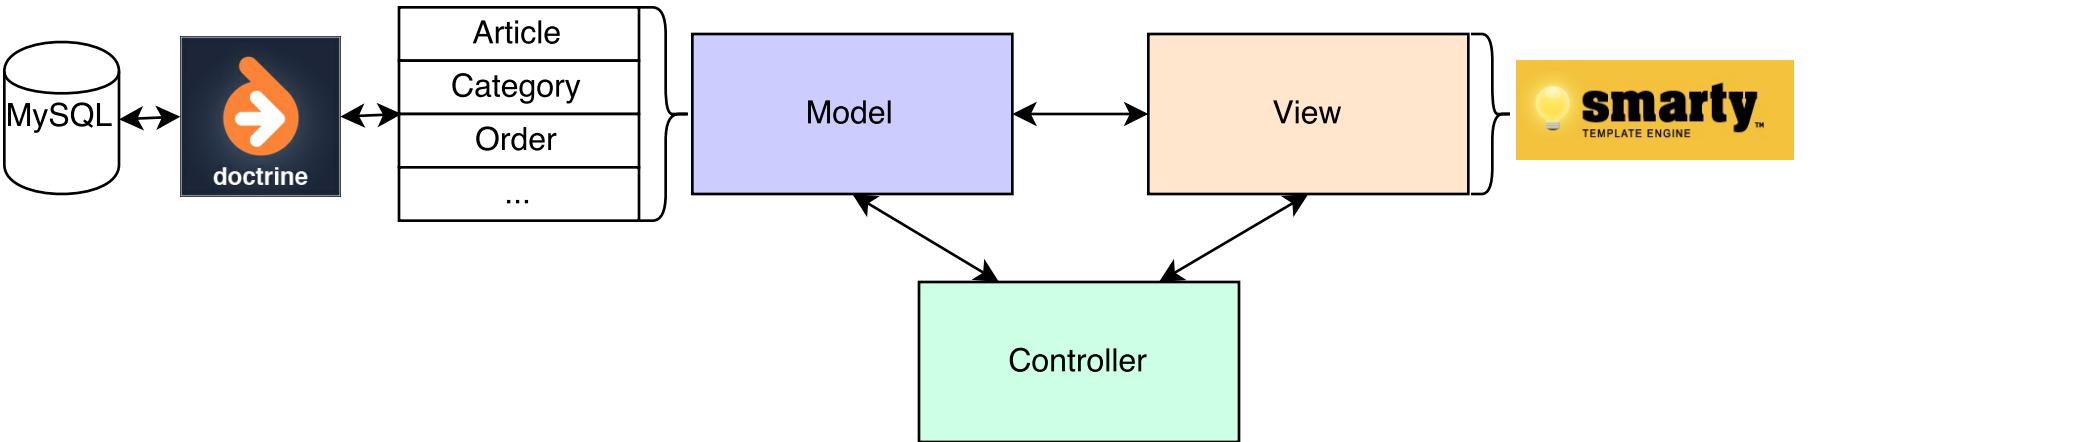 MySQL
doctrine
Article
Category
Order
...
Model
View
smarty
TEMPLATE ENGINE
™
Controller